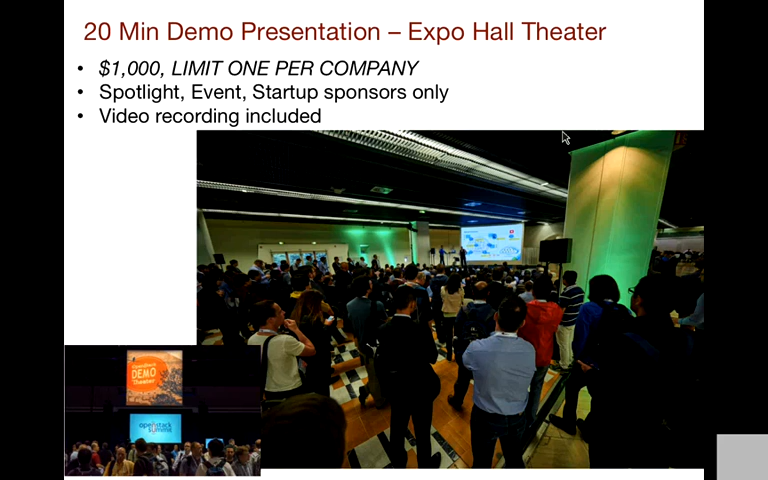 20 Min Demo Presentation – Expo Hall Theater
• $1,000, LIMIT ONE PER COMPANY
• Spotlight, Event, Startup sponsors only
• Video recording included
DEMO
Theater
openstack
summit